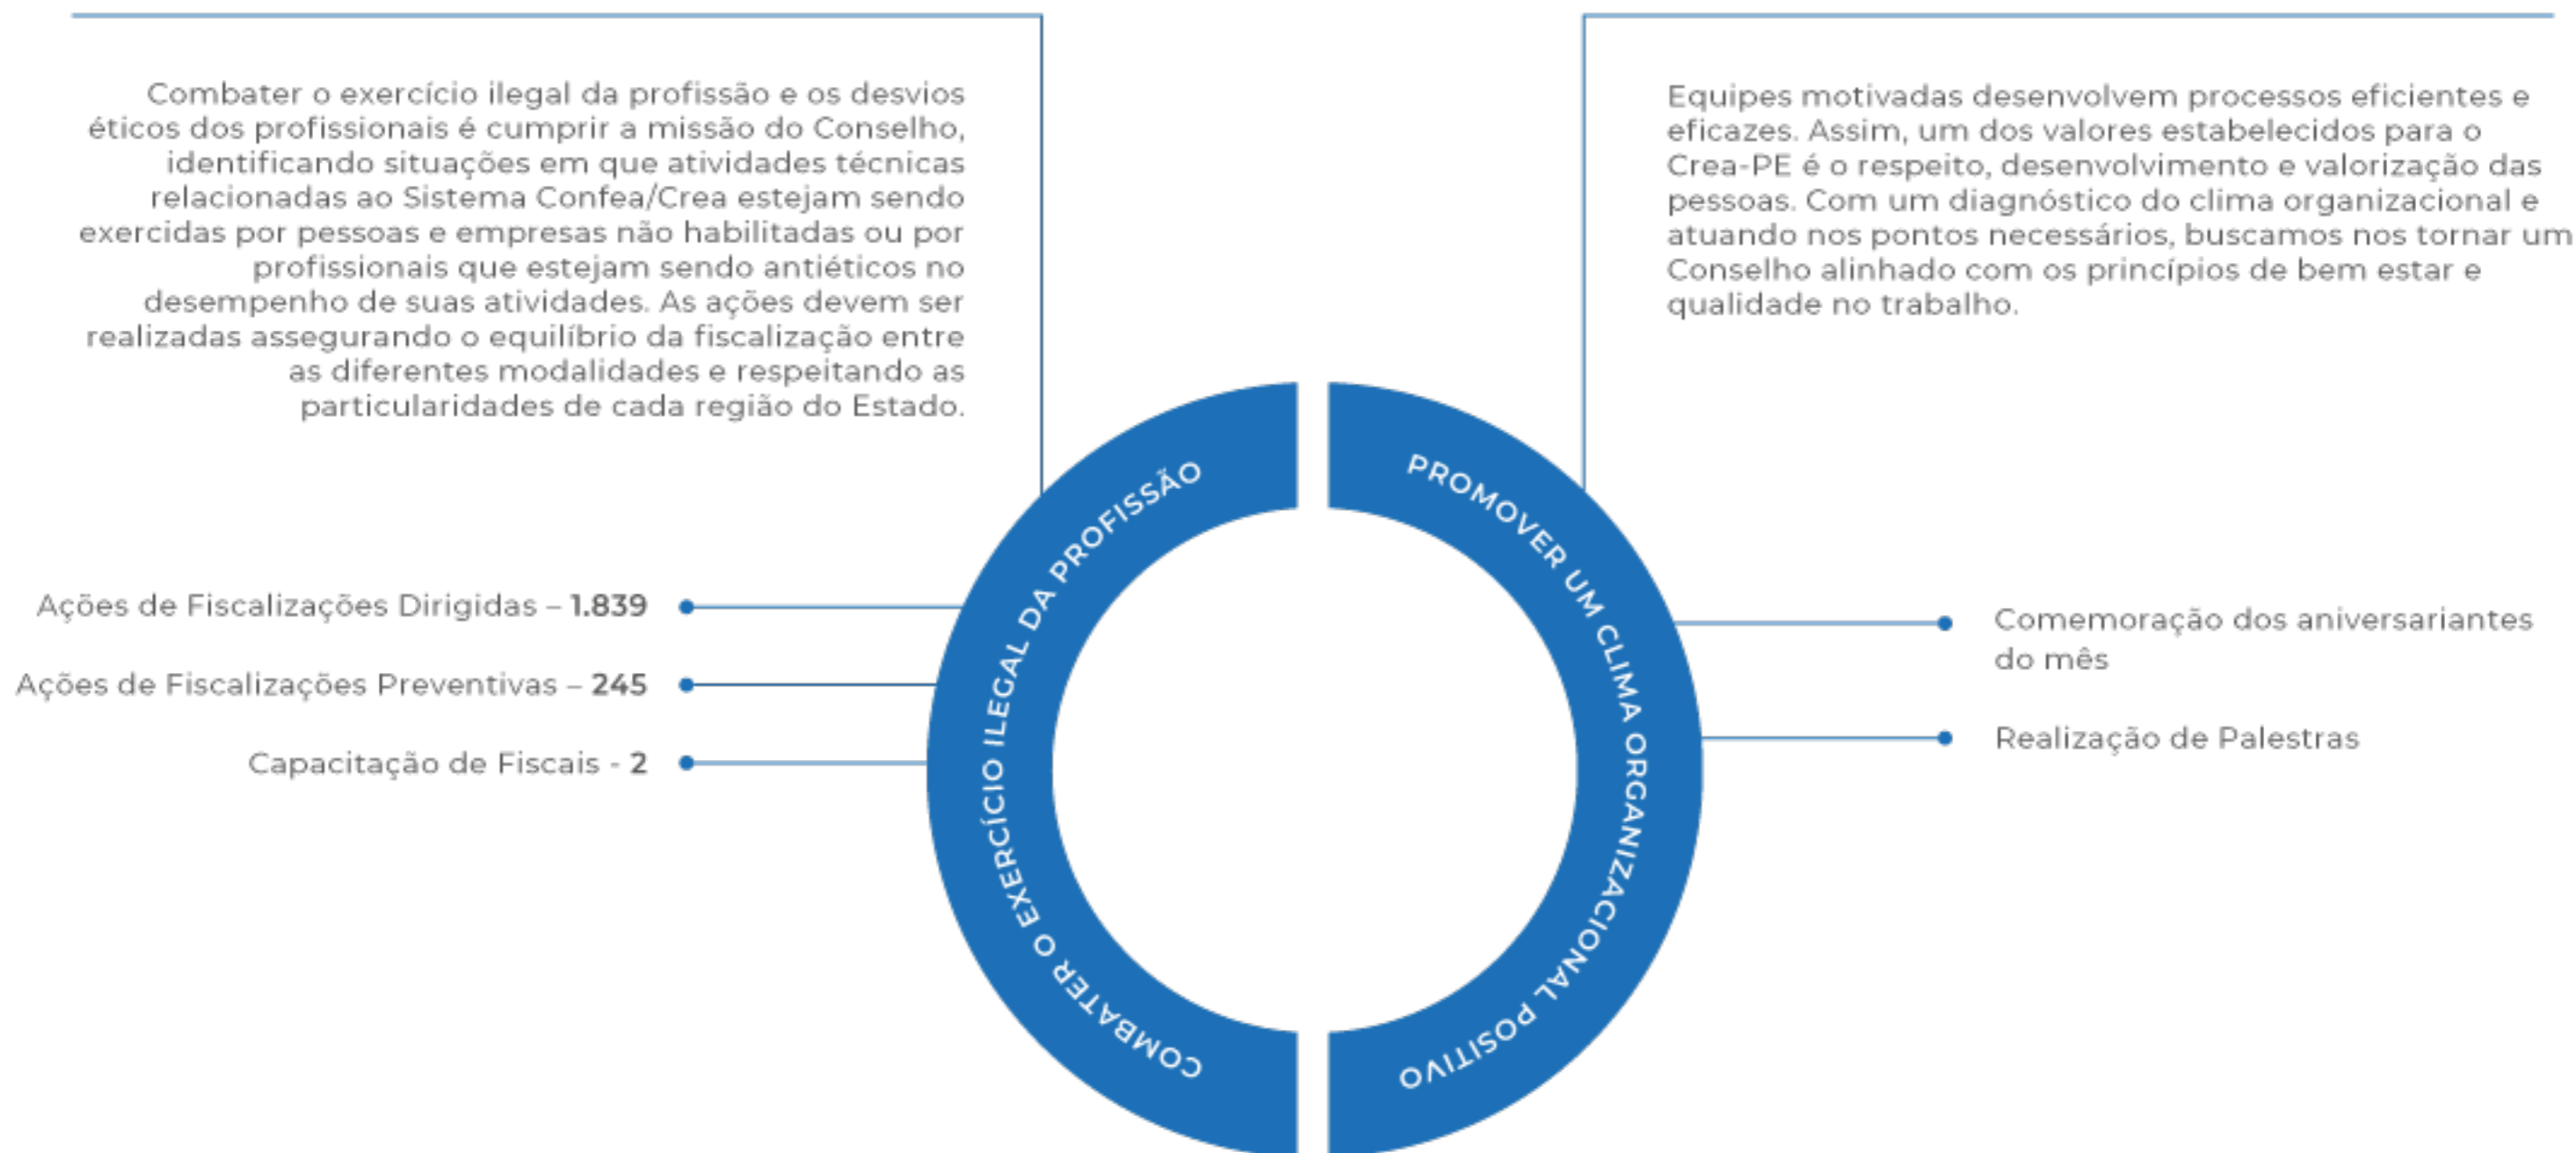 Combater o exercício ilegal da profissão e os desvios
éticos dos profissionais é cumprir a missão do Conselho,
identificando situações em que atividades técnicas
relacionadas ao Sistema Confea/Crea estejam sendo
exercidas por pessoas e empresas não habilitadas ou por
profissionais que estejam sendo antiéticos no
desempenho de suas atividades. As ações devem ser
realizadas assegurando o equilíbrio da fiscalização entre
as diferentes modalidades e respeitando as
particularidades de cada região do Estado.
COMBATER O EXERCÍCIO ILEGAL DA PROFISSÃO
Ações de Fiscalizações Dirigidas – 1.839
Ações de Fiscalizações Preventivas – 245
Capacitação de Fiscais - 2
Equipes motivadas desenvolvem processos eficientes e
eficazes. Assim, um dos valores estabelecidos para o
Crea-PE é o respeito, desenvolvimento e valorização das
pessoas. Com um diagnóstico do clima organizacional e
atuando nos pontos necessários, buscamos nos tornar um
Conselho alinhado com os princípios de bem estar e
qualidade no trabalho.
PROMOVER UM CLIMA ORGANIZACIONAL POSITIVO
Comemoração dos aniversariantes
do mês
Realização de Palestras